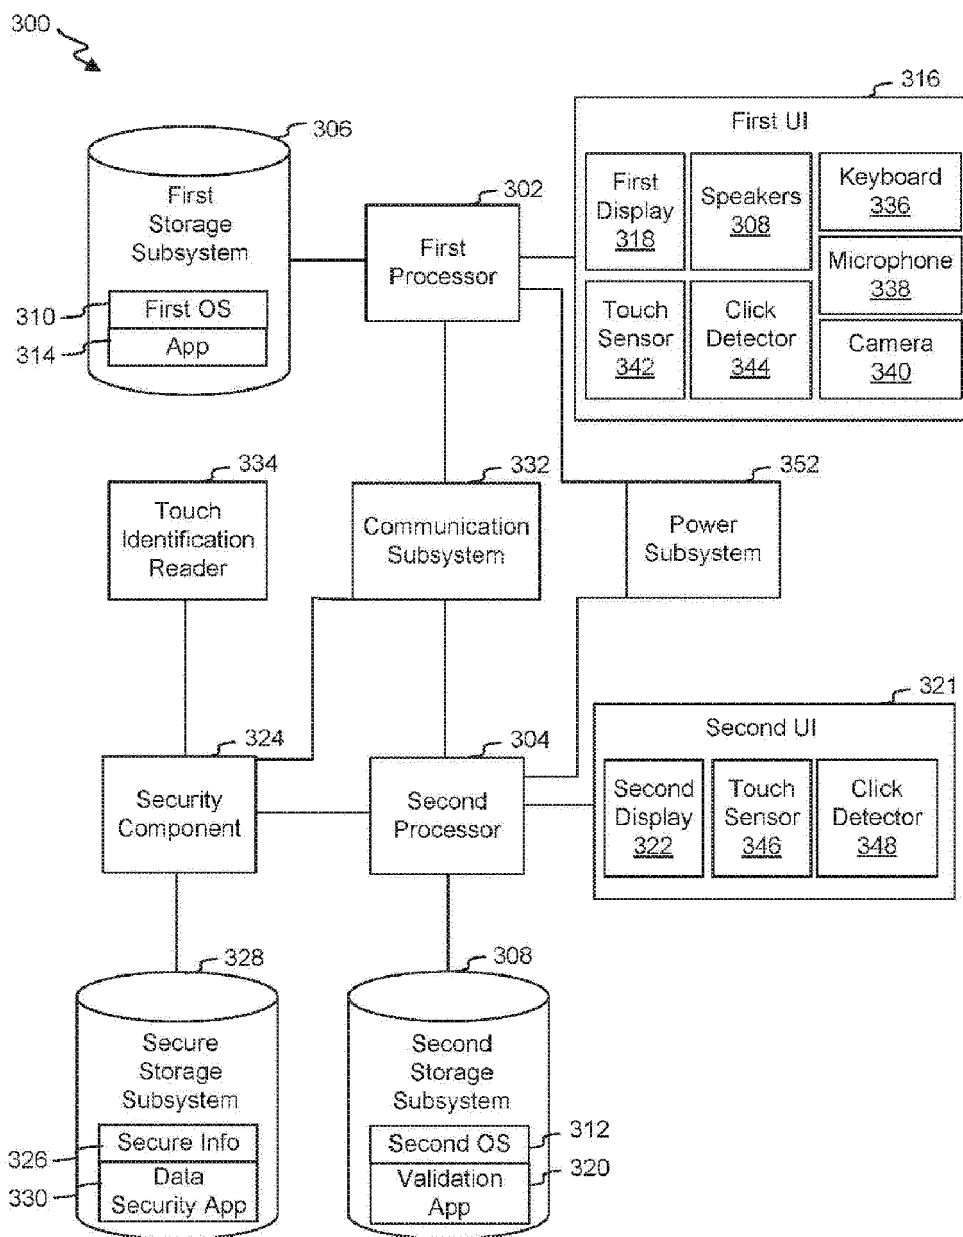 300
306
First
Storage
Subsystem
310
First OS
314
App
302
First
Processor
316
First UI
First
Display
318
Speakers
308
Keyboard
336
Microphone
338
Touch
Sensor
342
Click
Detector
344
Camera
340
334
Touch
Identification
Reader
332
Communication
Subsystem
352
Power
Subsystem
324
Security
Component
304
Second
Processor
321
Second UI
Second
Display
322
Touch
Sensor
346
Click
Detector
348
328
Secure
Storage
Subsystem
326
Secure Info
330
Data
Security App
308
Second
Storage
Subsystem
Second OS
312
Validation
App
320